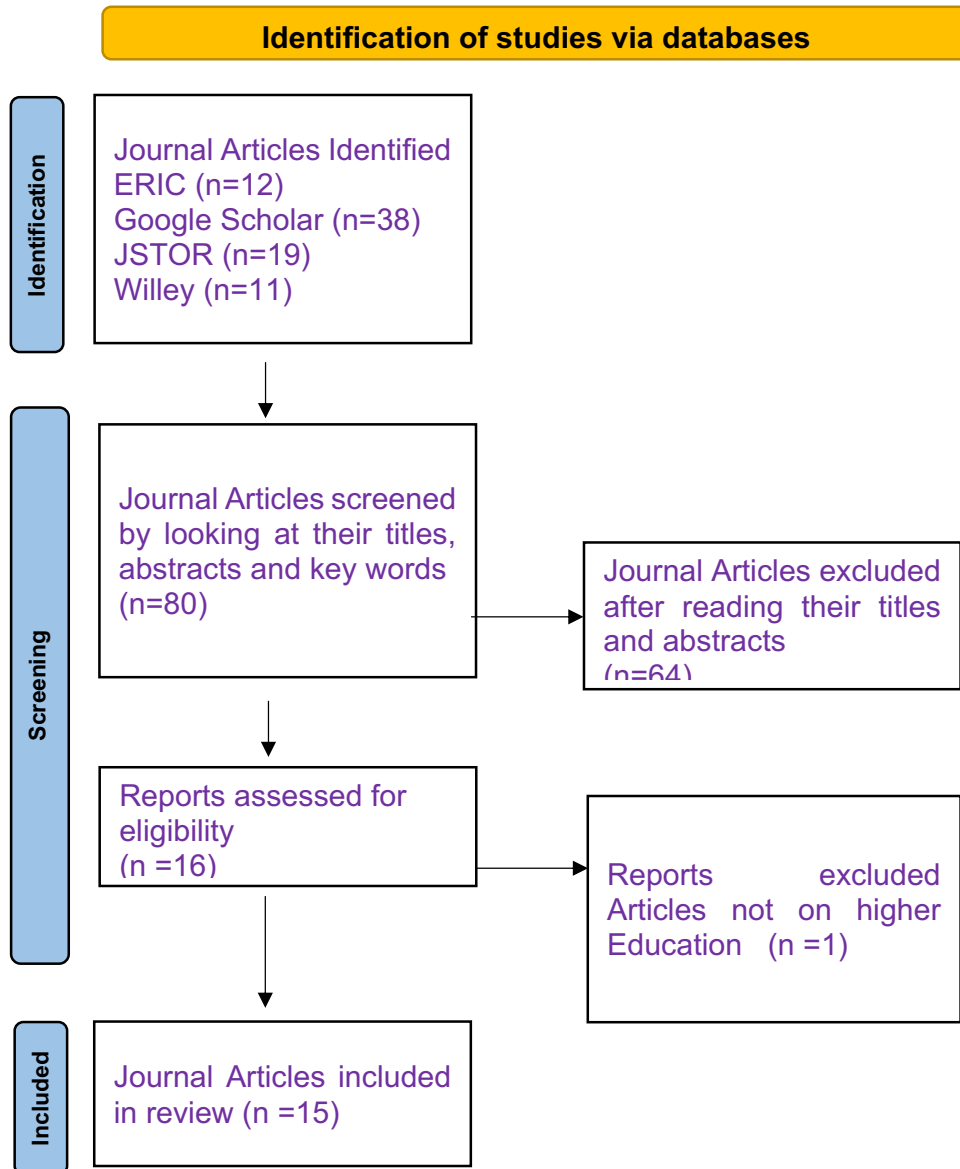 Identification of studies via databases
Identification
Journal Articles Identified
ERIC (n=12)
Google Scholar (n=38)
JSTOR (n=19)
Willey (n=11)
Screening
Journal Articles screened
by looking at their titles,
abstracts and key words
(n=80)
Journal Articles excluded
after reading their titles
and abstracts
(n=64)
Reports assessed for
eligibility
(n =16)
Reports excluded
Articles not on higher
Education (n =1)
Included
Journal Articles included
in review (n =15)